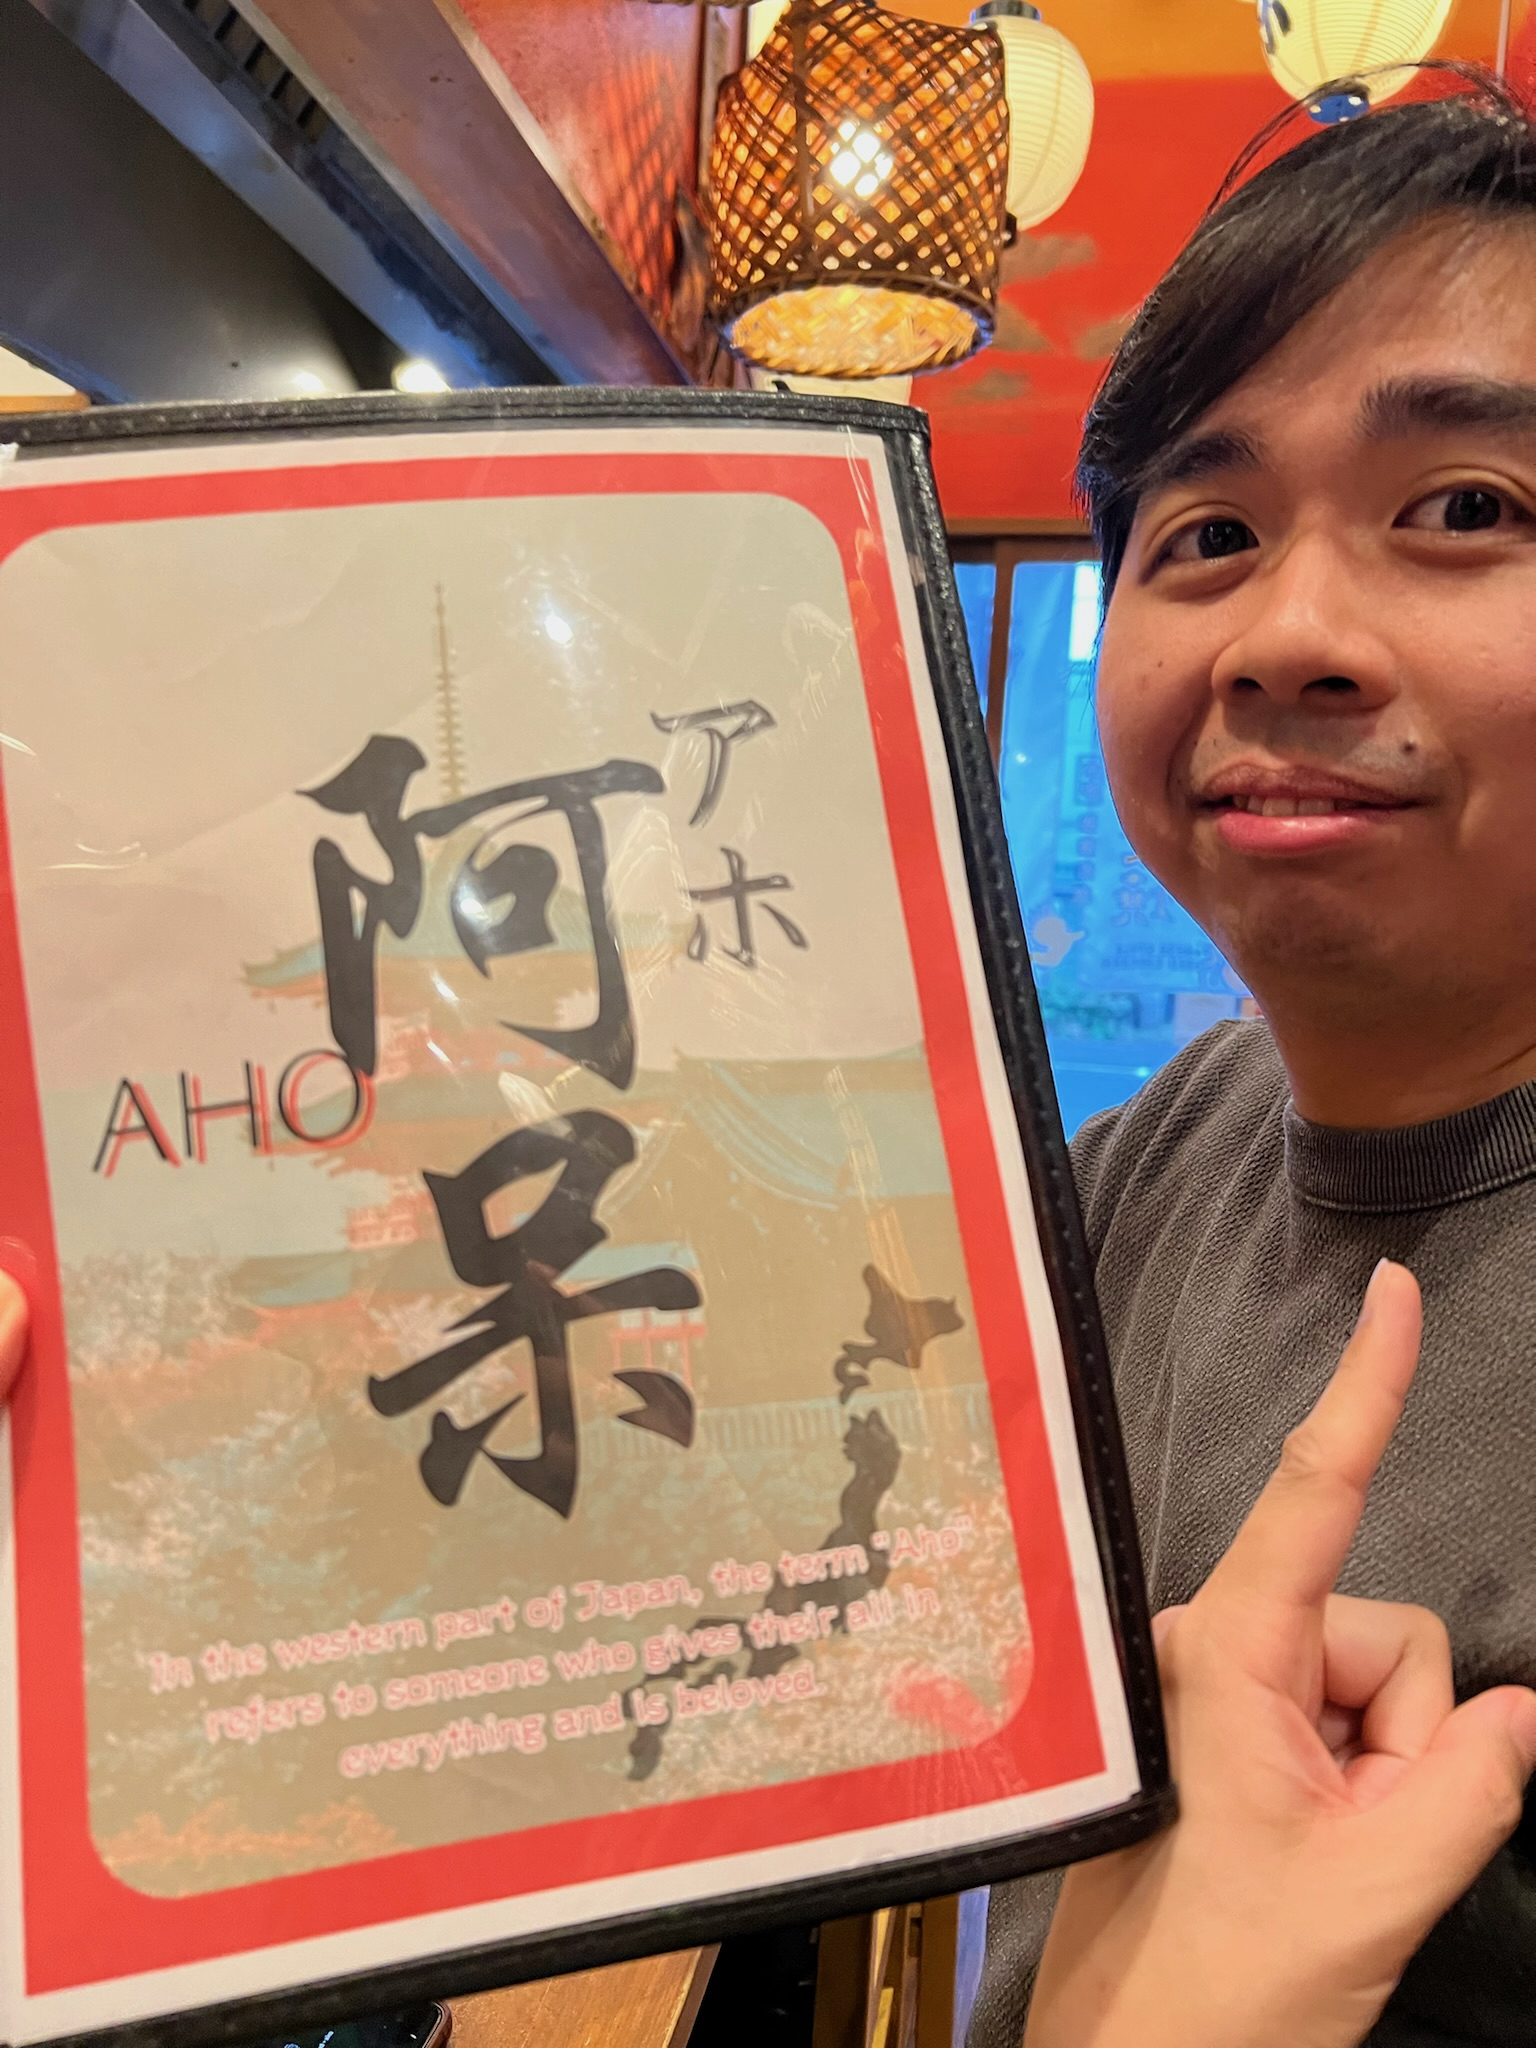 アホ
阿呆
AHO
In the western part of Japan, the term "Aho"
refers to someone who gives their all in
everything and is beloved.